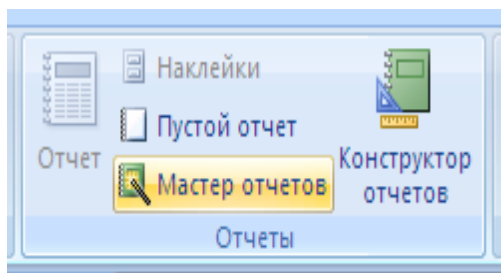 Отчет
Наклейки
Пустой отчет
Мастер отчетов
Конструктор
отчетов
Отчеты